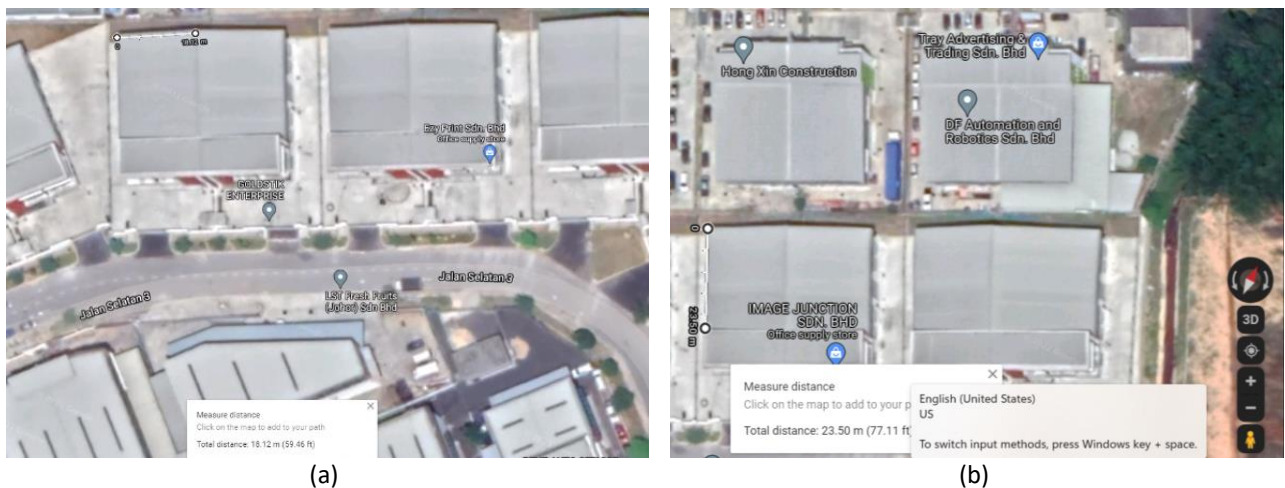 0
18.12 m
Ezy Print Sdn. Bhd
Office supply store
GOLDSTIK
ENTERPRISE
Jalan Selatan 3
Jalan Selatan 3
LST Fresh Fruits
(Johor) Sdn Bhd
Measure distance
Click on the map to add to your path
Total distance: 18.12 m (59.46 ft)
(a)
Hong Xin Construction
Tray Advertising &
Trading Sdn. Bhd
DF Automation and
Robotics Sdn. Bhd
0
23.50 m
IMAGE JUNCTION
SDN. BHD
Office supply store
3D
Measure distance
Click on the map to add to your p
Total distance: 23.50 m (77.11 ft)
English (United States)
US
To switch input methods, press Windows key + space.
(b)